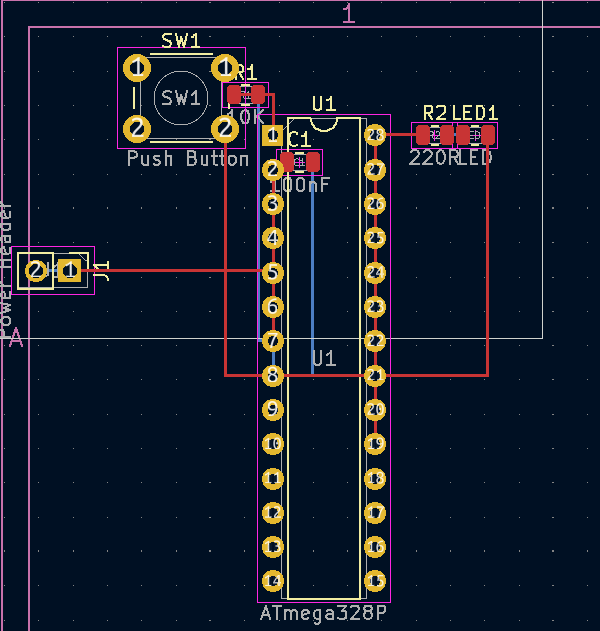 1
SW1
1 1
R1
SW1
10K
2 2
Push Button
U1
C1
100nF
R2 LED1
220R LED
1 28
2 27
3 26
4 25
5 24
6 23
7 22
8 21
9 20
10 19
11 18
12 17
13 16
14 15
U1
ATmega328P
Power Header
2 1
J1
A